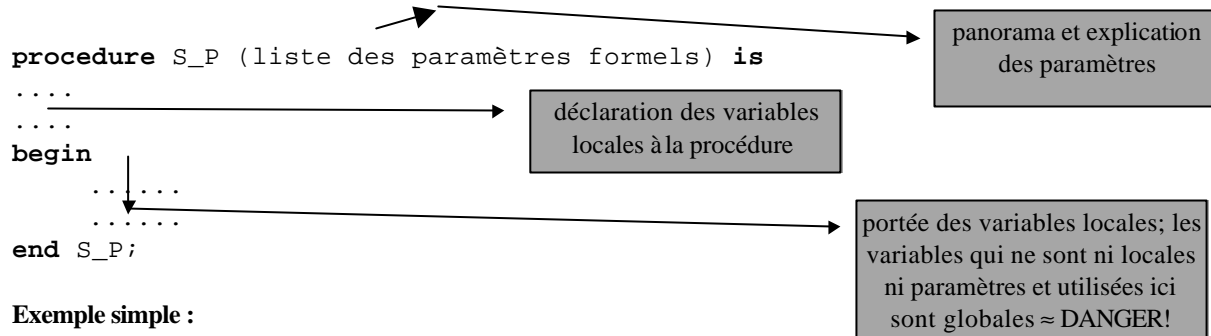 panorama et explication
des paramètres
procedure S_P (liste des paramètres formels) is
....
....
déclaration des variables
locales à la procédure
begin
......
......
end S_P;
portée des variables locales; les
variables qui ne sont ni locales
ni paramètres et utilisées ici
sont globales ≈ DANGER!
Exemple simple :